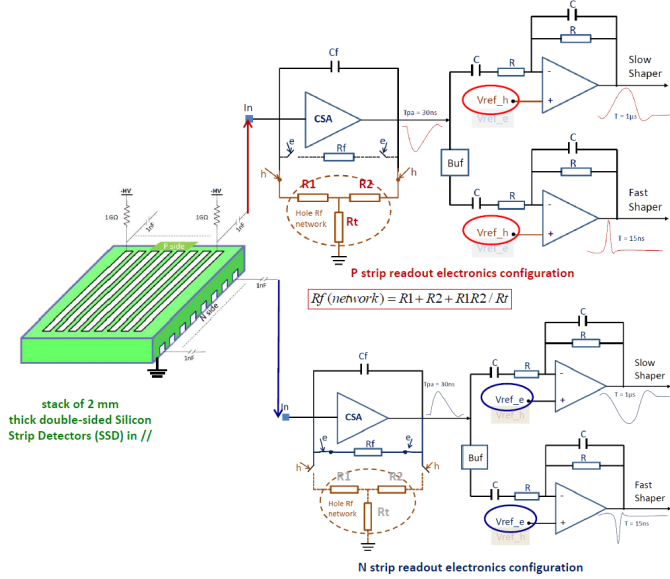 C
R
Slow
Shaper
Cf
C
R
In
CSA
Tpa = 30ns
Vref_h
Vref_e
T = 1µs
e
Rf
e
Buf
C
R
h
R1
R2
h
C
R
Fast
Shaper
-HV
-HV
1GΩ
1nF
1GΩ
1nF
Hole Rf
network
Rt
Vref_h
T = 15ns
P side
P strip readout electronics configuration
Rf (network) = R1 + R2 + R1R2 / Rt
N side
1nF
1nF
C
R
Slow
Shaper
Cf
Tpa = 30ns
C
R
In
CSA
Vref_e
Vref_h
T = 1µs
stack of 2 mm
thick double-sided Silicon
Strip Detectors (SSD) in //
e
Rf
e
Buf
C
R
h
R1
R2
h
C
R
Fast
Shaper
Hole Rf
network
Rt
Vref_e
Vref_h
T = 15ns
N strip readout electronics configuration